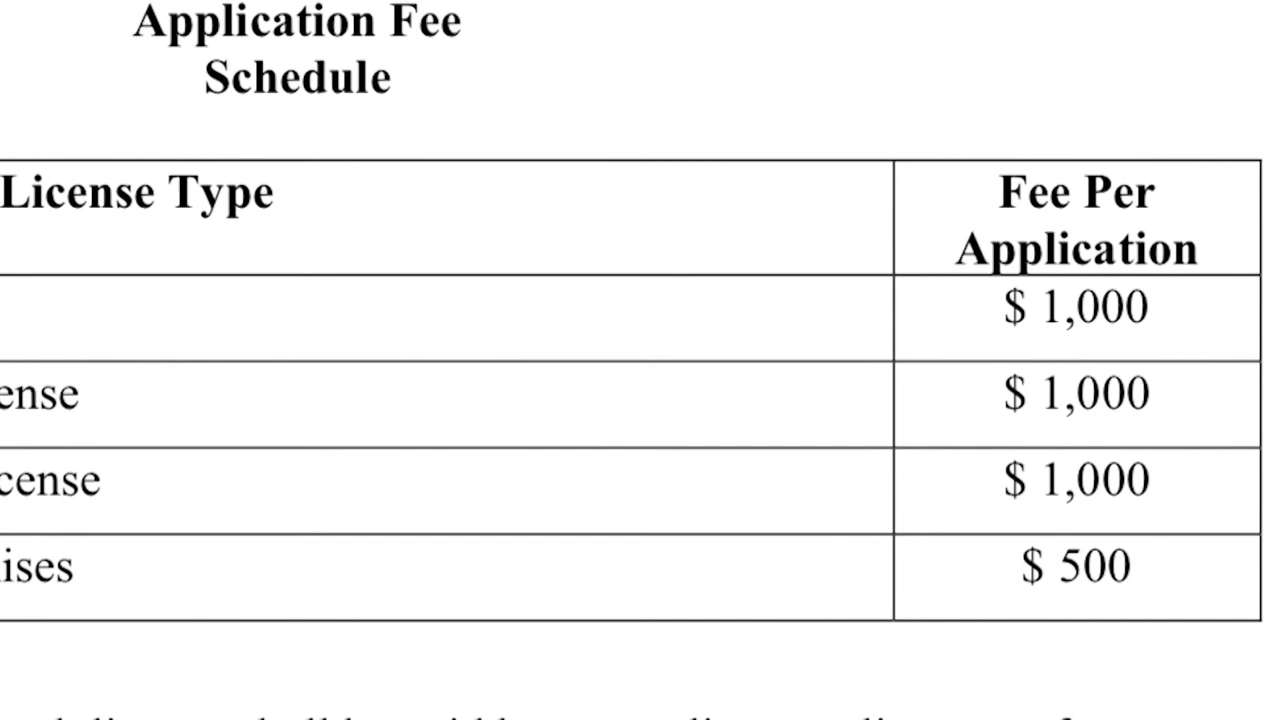 Application Fee
Schedule
License Type
Fee Per
Application
$ 1,000
ense
$ 1,000
cense
$ 1,000
ises
$ 500